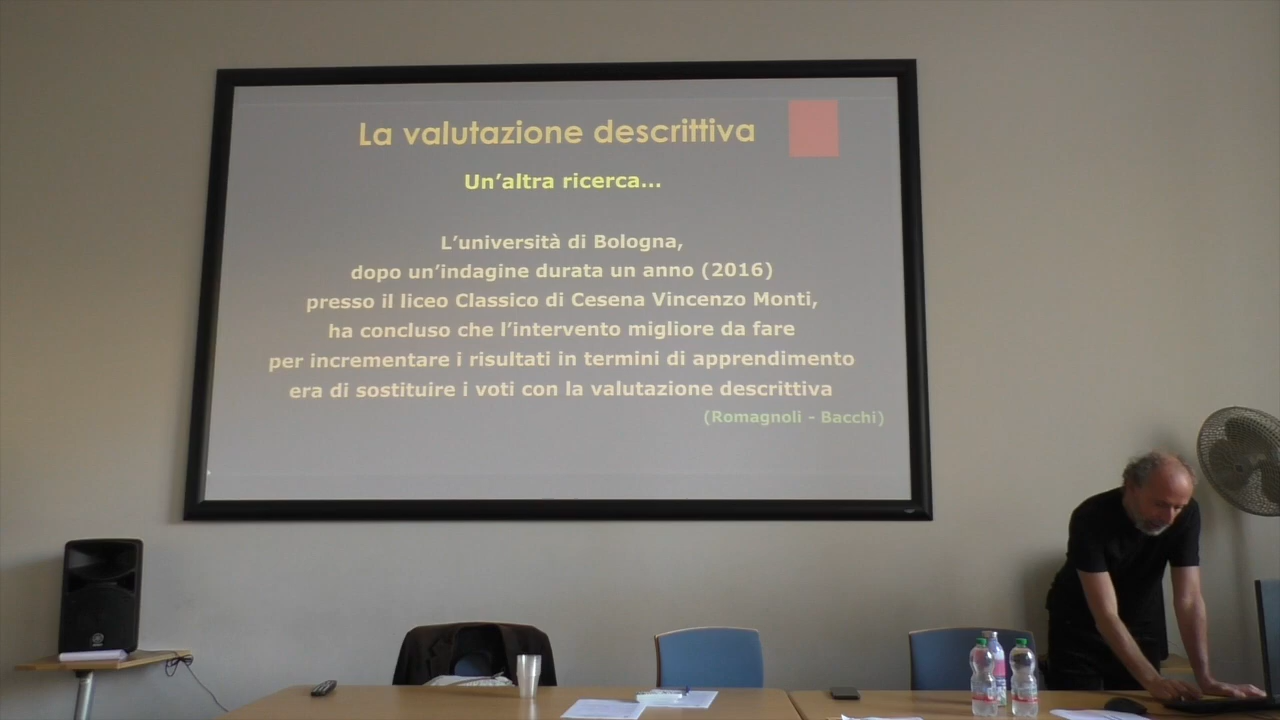 La valutazione descrittiva
Un'altra ricerca...
L'università di Bologna,
dopo un'indagine durata un anno (2016)
presso il liceo Classico di Cesena Vincenzo Monti,
ha concluso che l'intervento migliore da fare
per incrementare i risultati in termini di apprendimento
era di sostituire i voti con la valutazione descrittiva
(Romagnoli - Bacchi)